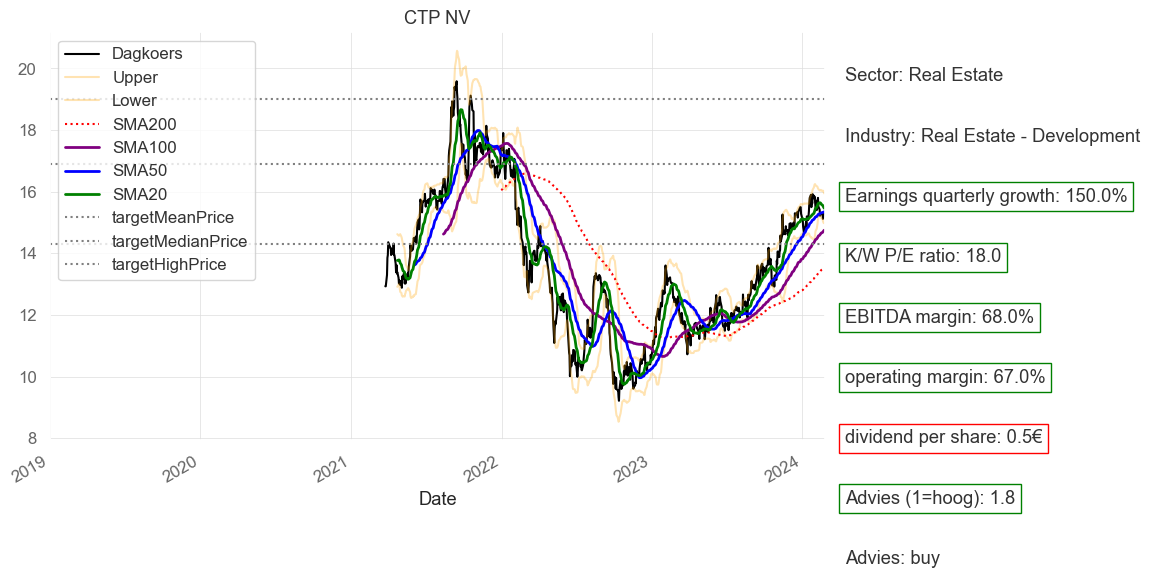 CTP NV
Dagkoers
Upper
Lower
SMA200
SMA100
SMA50
SMA20
targetMeanPrice
targetMedianPrice
targetHighPrice
20
18
16
14
12
10
8
2019
2020
2021
2022
2023
2024
Date
Sector: Real Estate
Industry: Real Estate - Development
Earnings quarterly growth: 150.0%
K/W P/E ratio: 18.0
EBITDA margin: 68.0%
operating margin: 67.0%
dividend per share: 0.5€
Advies (1=hoog): 1.8
Advies: buy